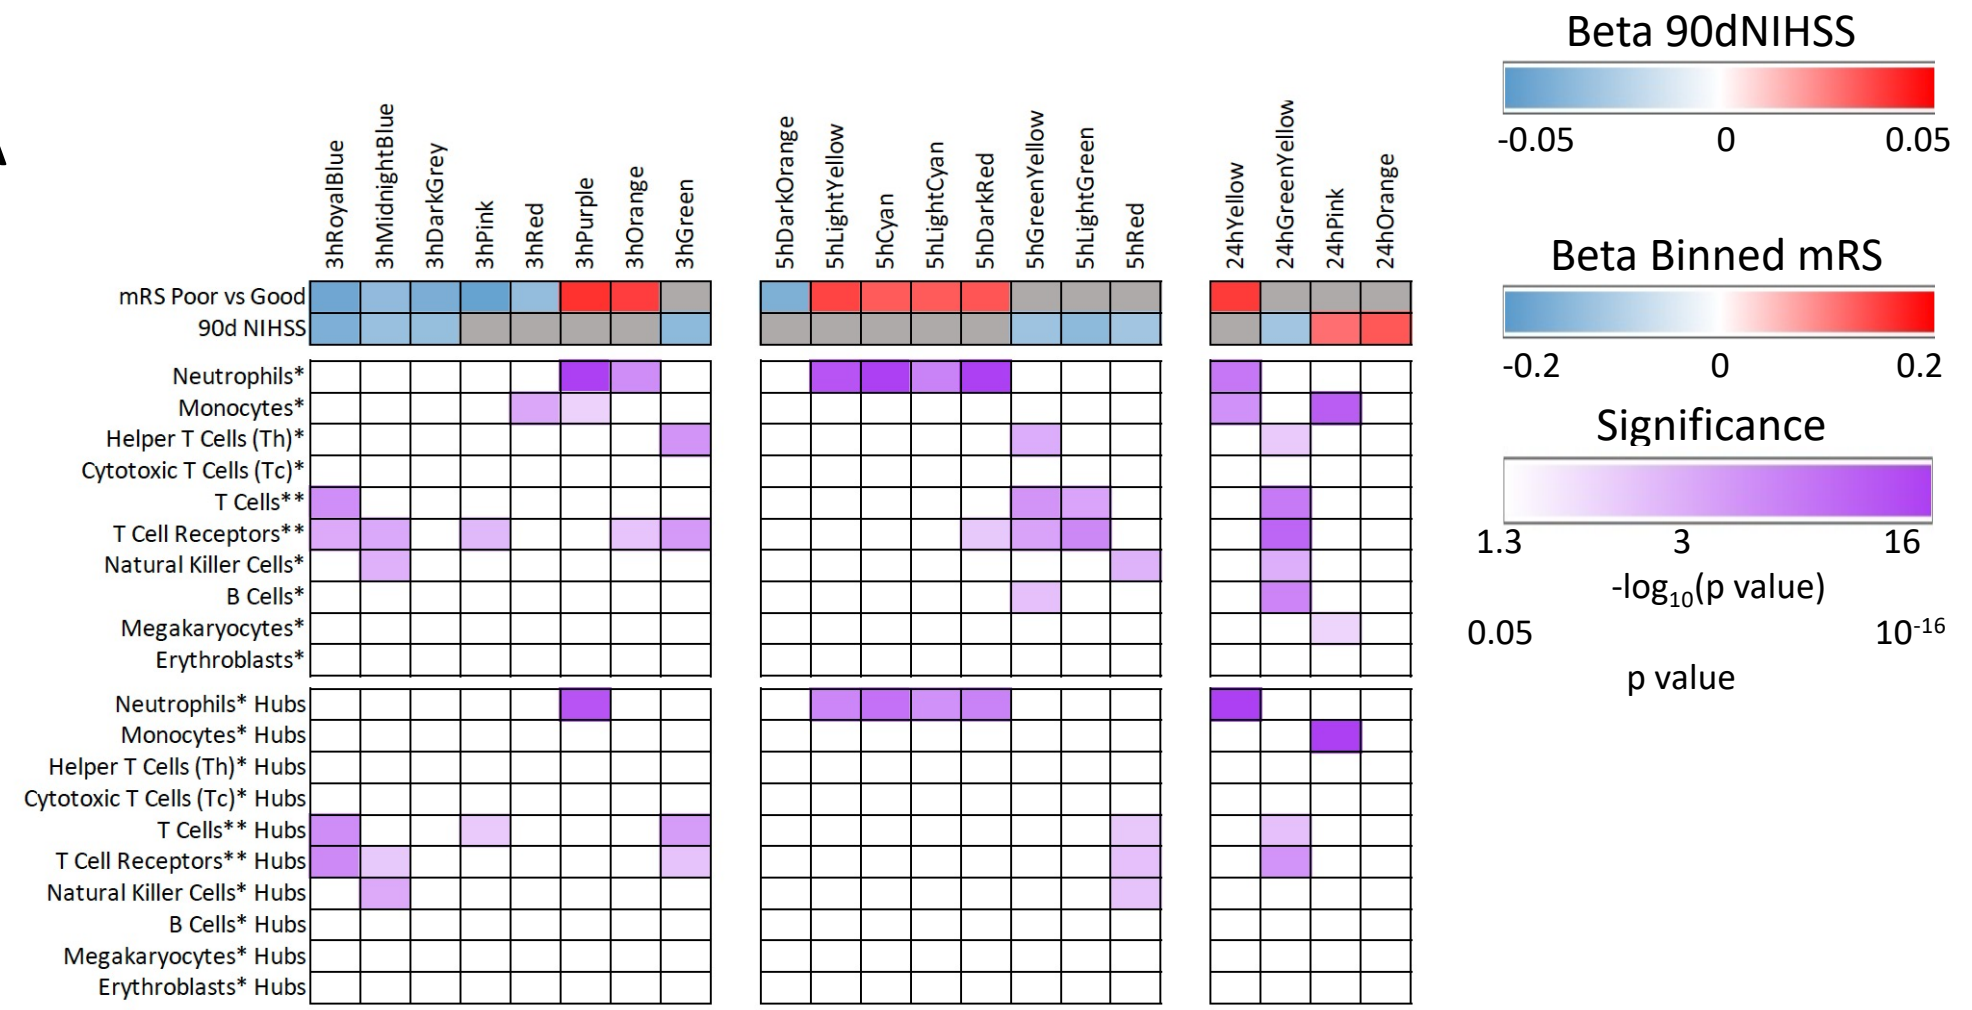 3hRoyalBlue
3hMidnightBlue
3hDarkGrey
3hPink
3hRed
3hPurple
3hOrange
3hGreen
5hDarkOrange
5hLightYellow
5hCyan
5hLightCyan
5hDarkRed
5hGreenYellow
5hLightGreen
5hRed
24hYellow
24hGreenYellow
24hPink
24hOrange
mRS Poor vs Good
90d NIHSS
Neutrophils*
Monocytes*
Helper T Cells (Th)*
Cytotoxic T Cells (Tc)*
T Cells**
T Cell Receptors**
Natural Killer Cells*
B Cells*
Megakaryocytes*
Erythroblasts*
Neutrophils* Hubs
Monocytes* Hubs
Helper T Cells (Th)* Hubs
Cytotoxic T Cells (Tc)* Hubs
T Cells** Hubs
T Cell Receptors** Hubs
Natural Killer Cells* Hubs
B Cells* Hubs
Megakaryocytes* Hubs
Erythroblasts* Hubs
Beta 90dNIHSS
-0.05 0 0.05
Beta Binned mRS
-0.2 0 0.2
Significance
1.3 3 16
-log10(p value)
0.05 10-16
p value